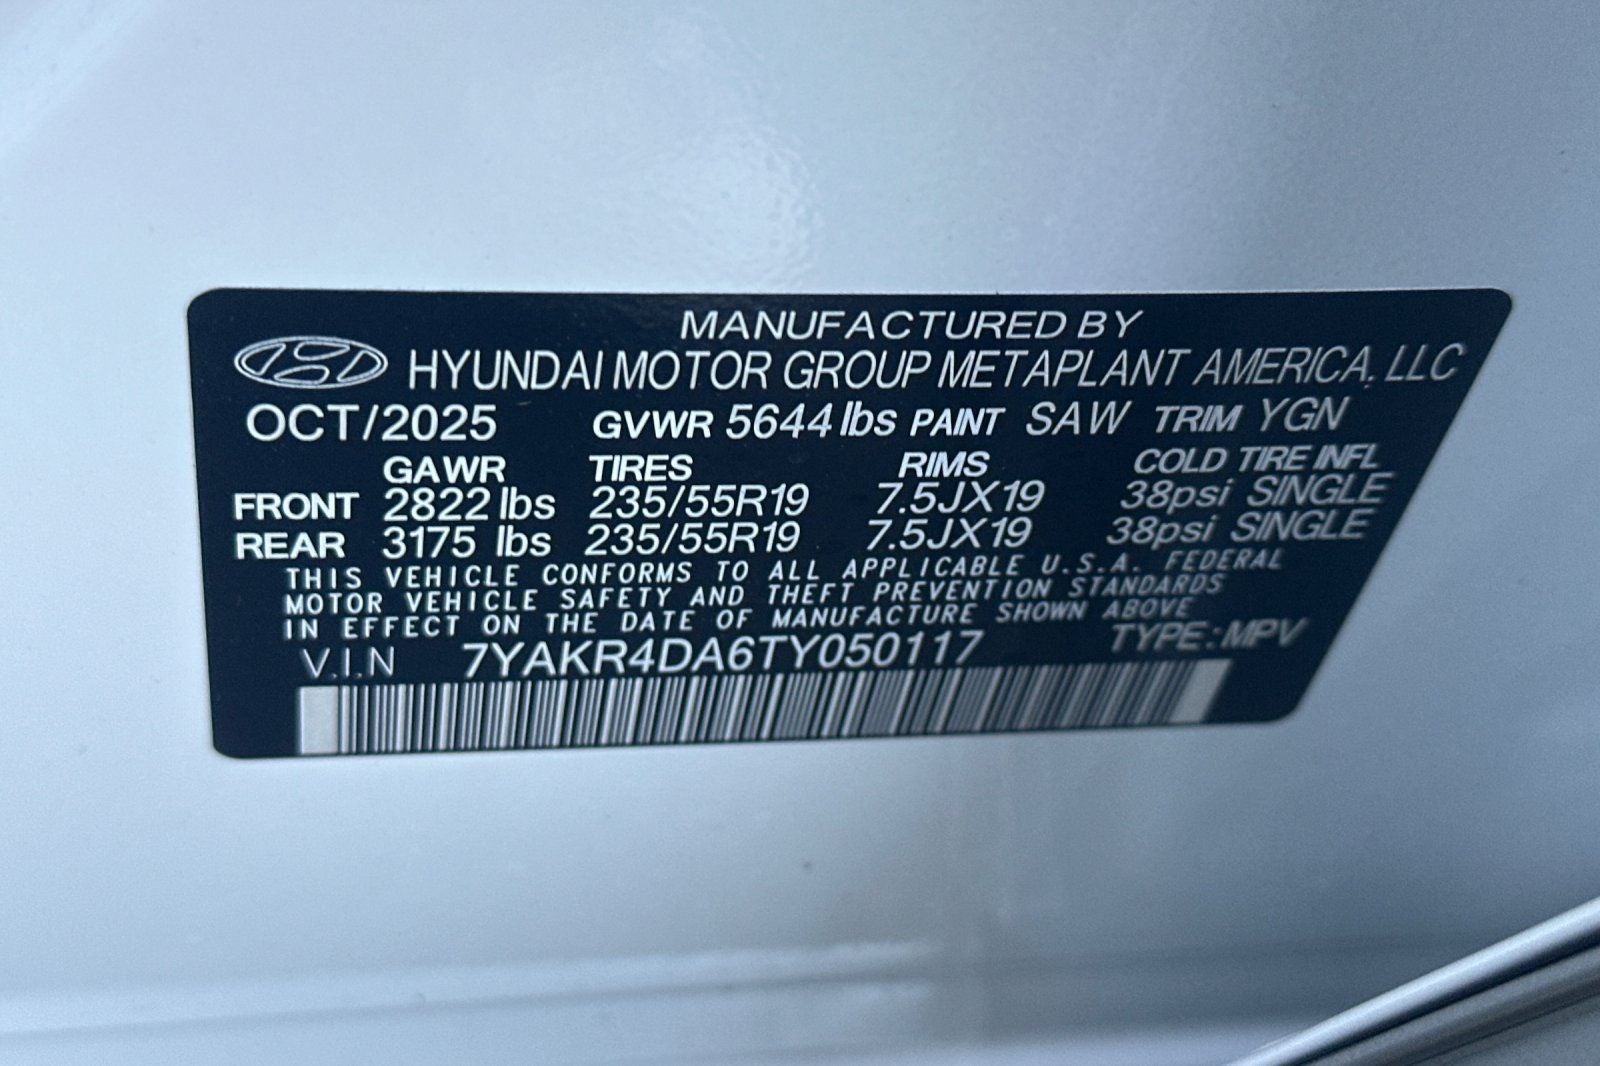 MANUFACTURED BY
HYUNDAI MOTOR GROUP METAPLANT AMERICA, LLC
OCT/2025 GVWR 5644 lbs PAINT SAW TRIM YGN
GAWR TIRES RIMS COLD TIRE INFL
FRONT 2822 lbs 235/55R19 7.5JX19 38psi SINGLE
REAR 3175 lbs 235/55R19 7.5JX19 38psi SINGLE
THIS VEHICLE CONFORMS TO ALL APPLICABLE U.S.A. FEDERAL
MOTOR VEHICLE SAFETY AND THEFT PREVENTION STANDARDS
IN EFFECT ON THE DATE OF MANUFACTURE SHOWN ABOVE
V.I.N 7YAKR4DA6TY050117 TYPE:MPV